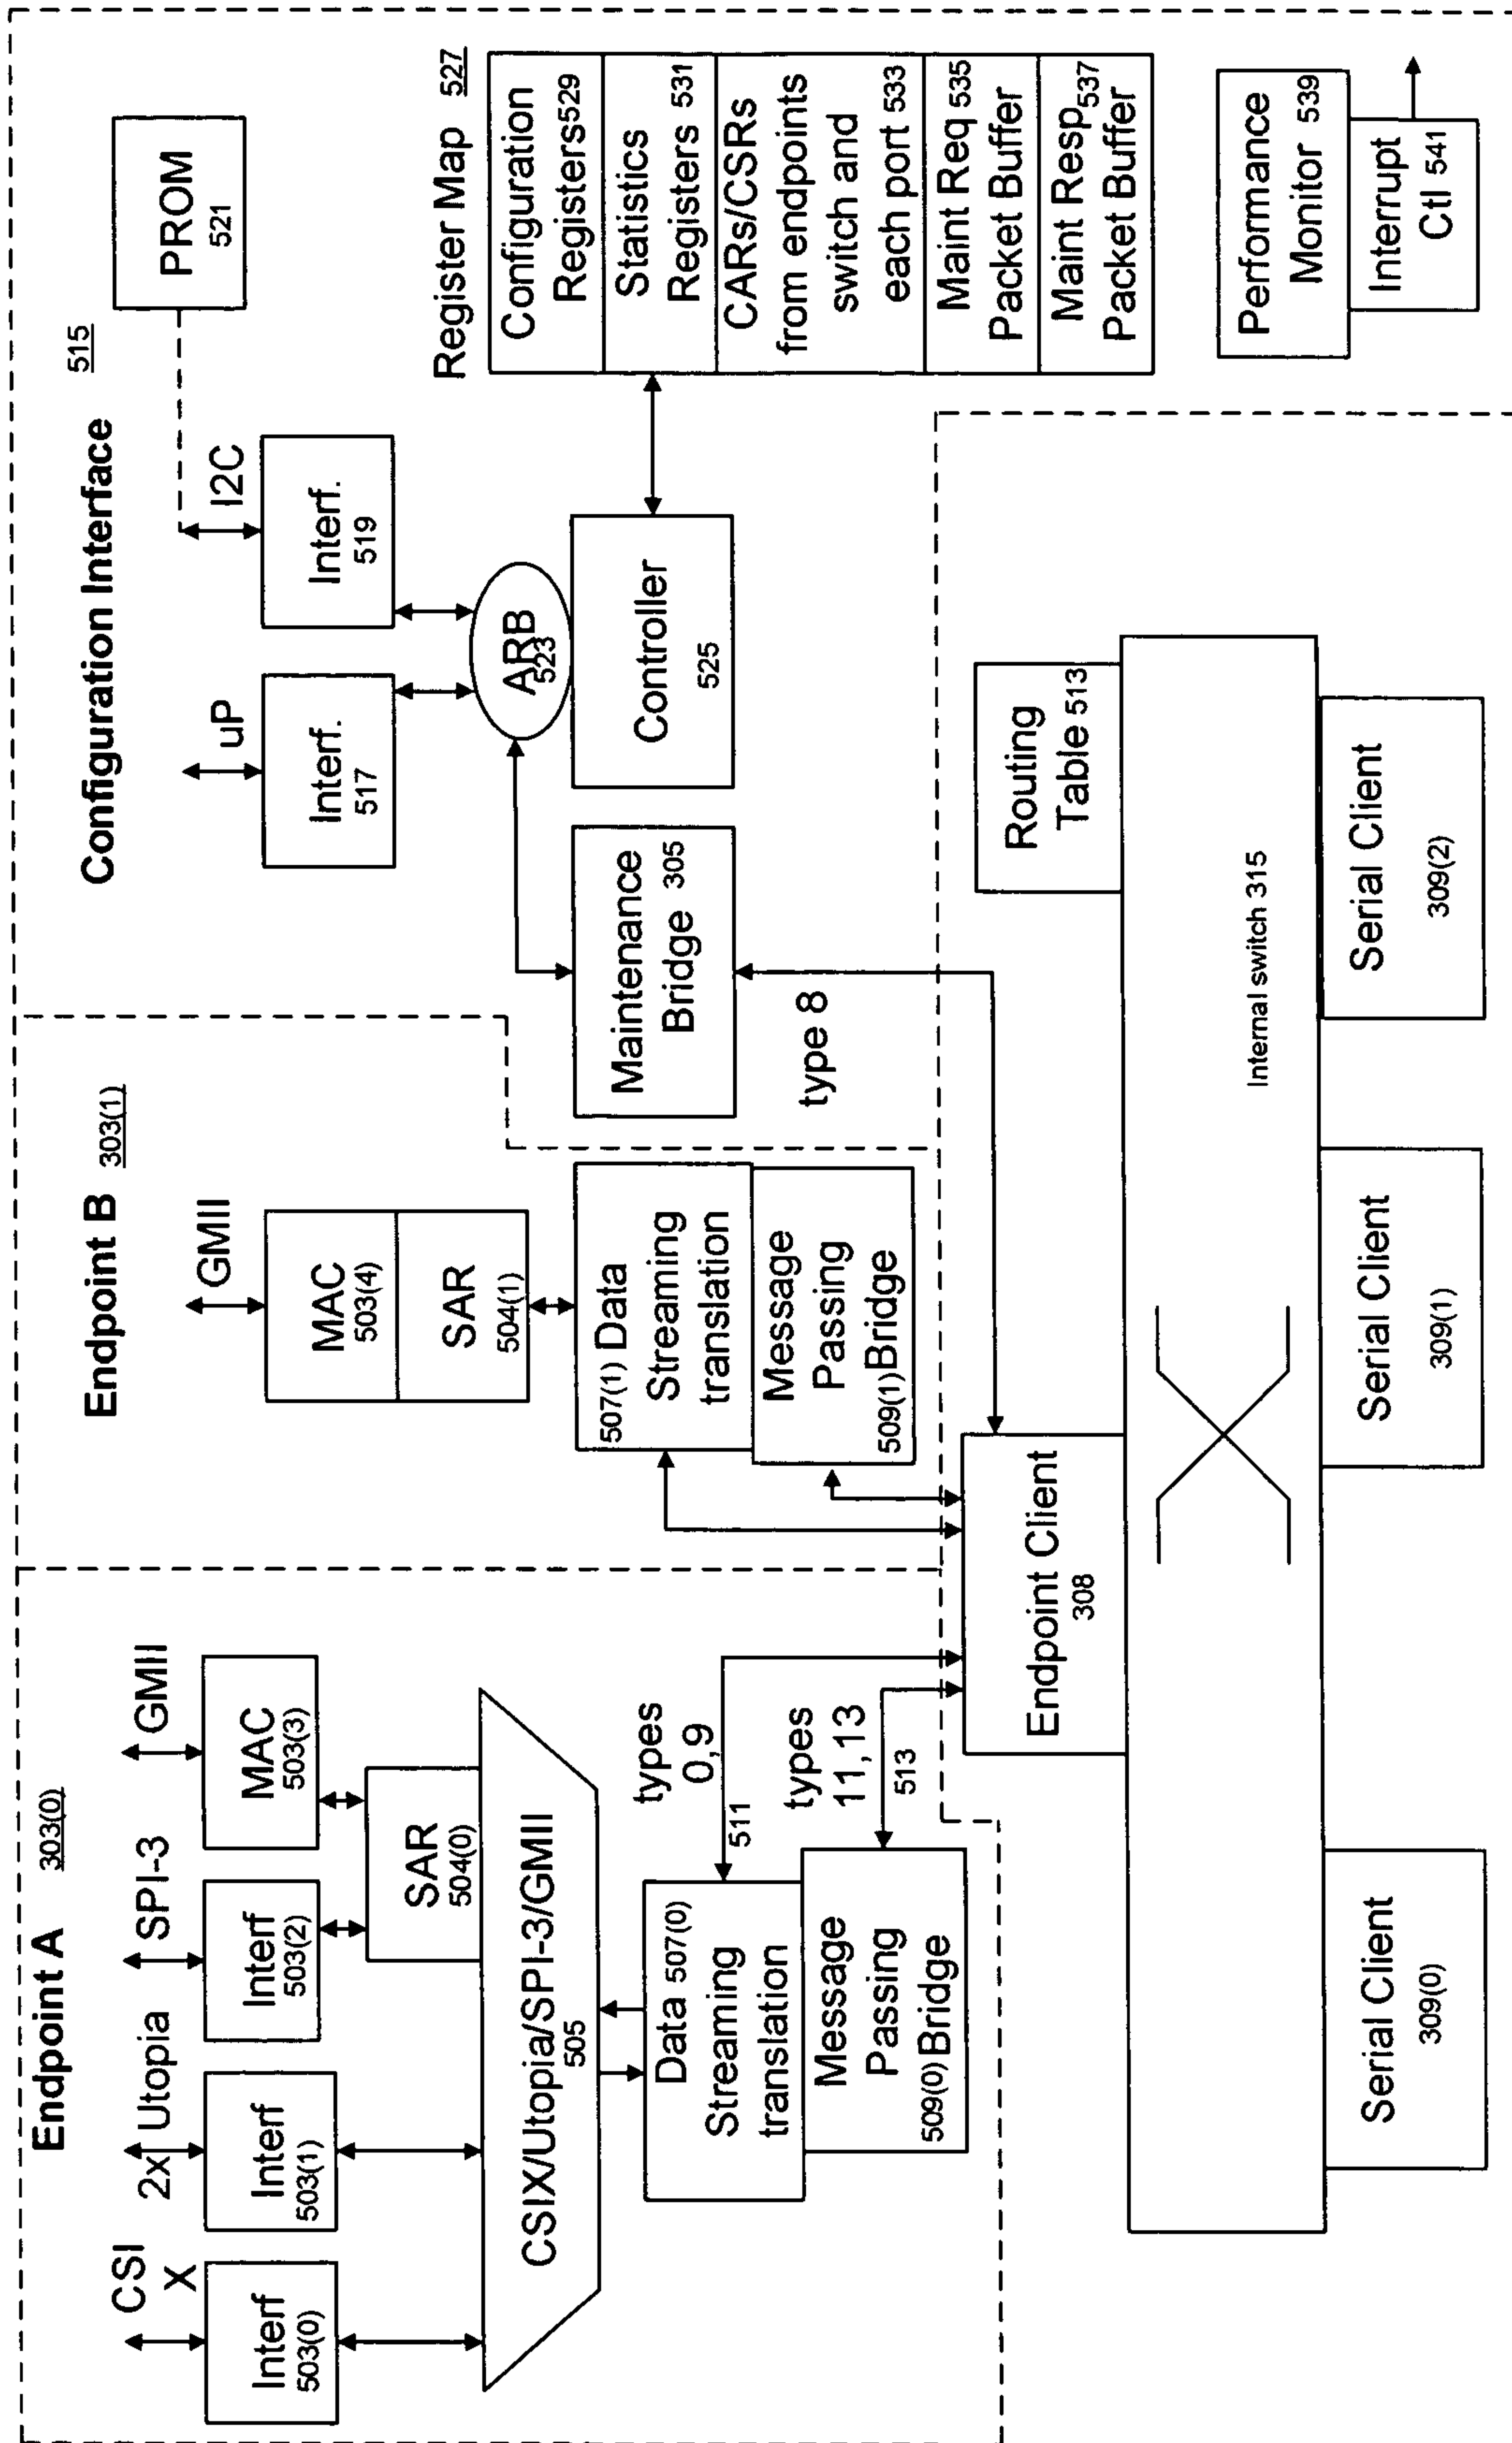 Endpoint A 303(0)
CSI
X
2x Utopia
SPI-3
GMII
Interf
503(0)
Interf
503(1)
Interf
503(2)
MAC
503(3)
SAR
504(0)
CSIX/Utopia/SPI-3/GMII
505
Data 507(0)
Streaming
translation
Message
Passing
509(0) Bridge
types
0,9
511
types
11,13
513
Endpoint B 303(1)
GMII
MAC
503(4)
SAR
504(1)
507(1) Data
Streaming
translation
Message
Passing
509(1) Bridge
Configuration Interface 515
uP
I2C
Interf.
517
Interf.
519
PROM
521
ARB
523
Controller
525
Maintenance
Bridge 305
type 8
Register Map 527
Configuration
Registers 529
Statistics
Registers 531
CARs/CSRs
from endpoints
switch and
each port 533
Maint Req 535
Packet Buffer
Maint Resp 537
Packet Buffer
Performance
Monitor 539
Interrupt
Ctl 541
Endpoint Client
308
Routing
Table 513
Internal switch 315
Serial Client
309(0)
Serial Client
309(1)
Serial Client
309(2)